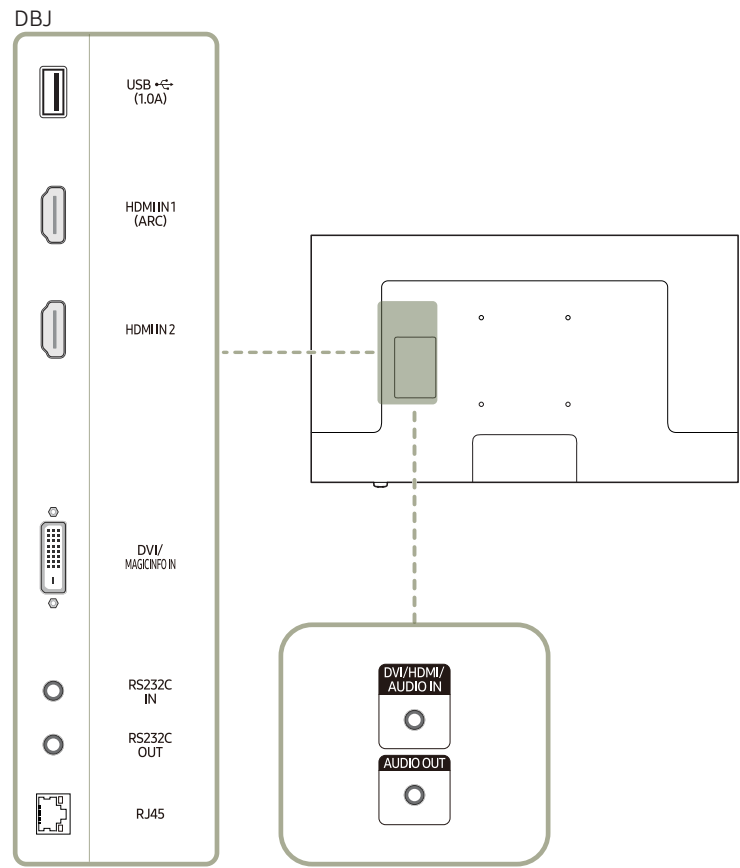 DBJ
USB
(1.0A)
HDMI IN 1
(ARC)
HDMI IN 2
DVI/
MAGICINFO IN
RS232C
IN
RS232C
OUT
RJ45
DVI/HDMI/
AUDIO IN
AUDIO OUT